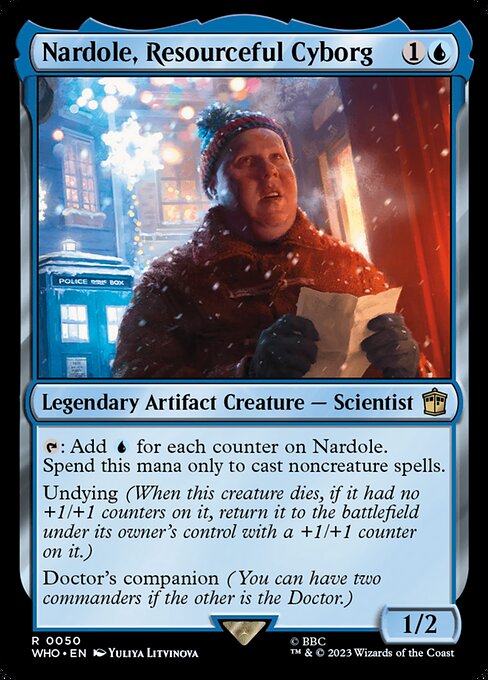 Nardole, Resourceful Cyborg 1
POLICE BOX
Legendary Artifact Creature — Scientist
: Add for each counter on Nardole.
Spend this mana only to cast noncreature spells.
Undying (When this creature dies, if it had no
+1/+1 counters on it, return it to the battlefield
under its owner's control with a +1/+1 counter
on it.)
Doctor's companion (You can have two
commanders if the other is the Doctor.)
1/2
R 0050
WHO • EN Yuliya Litvinova
© BBC
™ & © 2023 Wizards of the Coast